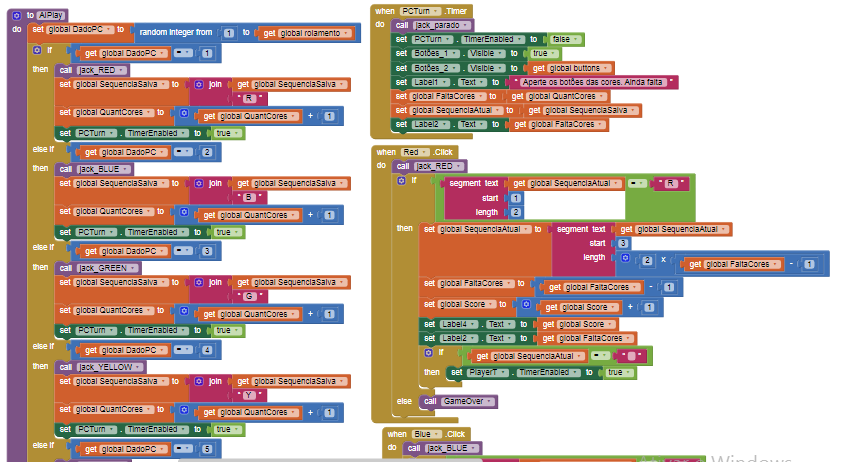 to AIPlay
do set global DadoPC to random integer from 1 to get global rolamento
if get global DadoPC = 1
then call jack_RED
set global SequenciaSalva to join get global SequenciaSalva
" R "
set global QuantCores to get global QuantCores + 1
set PCTurn . TimerEnabled to true
else if get global DadoPC = 2
then call jack_BLUE
set global SequenciaSalva to join get global SequenciaSalva
" B "
set global QuantCores to get global QuantCores + 1
set PCTurn . TimerEnabled to true
else if get global DadoPC = 3
then call jack_GREEN
set global SequenciaSalva to join get global SequenciaSalva
" G "
set global QuantCores to get global QuantCores + 1
set PCTurn . TimerEnabled to true
else if get global DadoPC = 4
then call jack_YELLOW
set global SequenciaSalva to join get global SequenciaSalva
" Y "
set global QuantCores to get global QuantCores + 1
set PCTurn . TimerEnabled to true
else if get global DadoPC = 5
when PCTurn .Timer
do call jack_parado
set PCTurn . TimerEnabled to false
set Botões_1 . Visible to true
set Botões_2 . Visible to get global buttons
set Label1 . Text to " Aperte os botões das cores. Ainda falta "
set global FaltaCores to get global QuantCores
set global SequenciaAtual to get global SequenciaSalva
set Label2 . Text to get global FaltaCores
when Red .Click
do call jack_RED
if segment text get global SequenciaAtual = " R "
start 1
length 2
then set global SequenciaAtual to segment text get global SequenciaAtual
start 3
length 2 × get global FaltaCores - 1
set global FaltaCores to get global FaltaCores - 1
set global Score to get global Score + 1
set Label4 . Text to get global Score
set Label2 . Text to get global FaltaCores
if get global SequenciaAtual = " "
then set PlayerT . TimerEnabled to true
else call GameOver
when Blue .Click
do call jack_BLUE
Windows